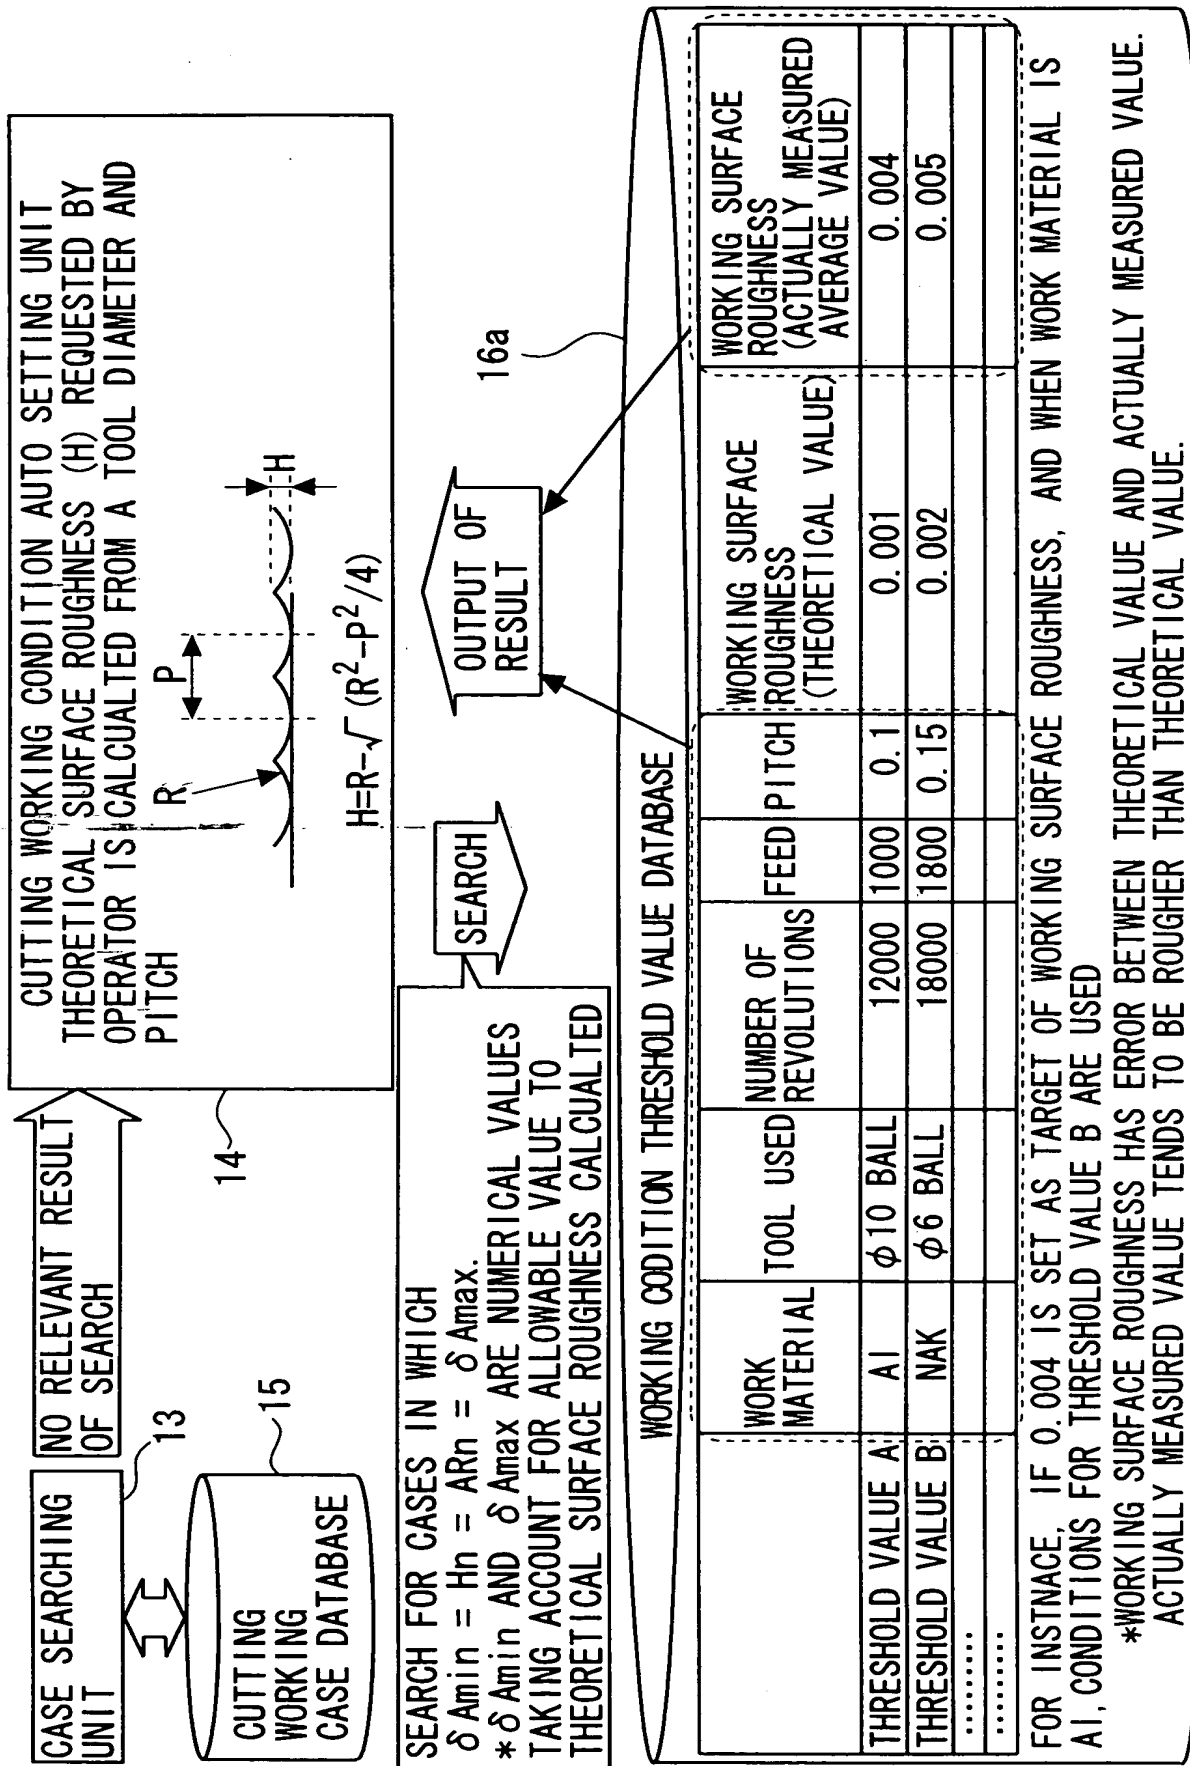 CASE SEARCHING
UNIT
13
NO RELEVANT RESULT
OF SEARCH
CUTTING
WORKING
CASE DATABASE
15
CUTTING WORKING CONDITION AUTO SETTING UNIT
THEORETICAL SURFACE ROUGHNESS (H) REQUESTED BY
OPERATOR IS CALCUALTED FROM A TOOL DIAMETER AND
PITCH
R
P
H
H=R-√(R²-P²/4)
14
SEARCH FOR CASES IN WHICH
δAmin = Hn = ARn = δAmax.
*δAmin AND δAmax ARE NUMERICAL VALUES
TAKING ACCOUNT FOR ALLOWABLE VALUE TO
THEORETICAL SURFACE ROUGHNESS CALCUALTED
SEARCH
OUTPUT OF
RESULT
16a
WORKING CODITION THRESHOLD VALUE DATABASE
WORK MATERIAL TOOL USED NUMBER OF REVOLUTIONS FEED PITCH WORKING SURFACE ROUGHNESS (THEORETICAL VALUE) WORKING SURFACE ROUGHNESS (ACTUALLY MEASURED AVERAGE VALUE)
THRESHOLD VALUE A AI φ10 BALL 12000 1000 0.1 0.001 0.004
THRESHOLD VALUE B NAK φ6 BALL 18000 1800 0.15 0.002 0.005
........
........
FOR INSTNACE, IF 0.004 IS SET AS TARGET OF WORKING SURFACE ROUGHNESS, AND WHEN WORK MATERIAL IS
AI, CONDITIONS FOR THRESHOLD VALUE B ARE USED
*WORKING SURFACE ROUGHNESS HAS ERROR BETWEEN THEORETICAL VALUE AND ACTUALLY MEASURED VALUE.
ACTUALLY MEASURED VALUE TENDS TO BE ROUGHER THAN THEORETICAL VALUE.